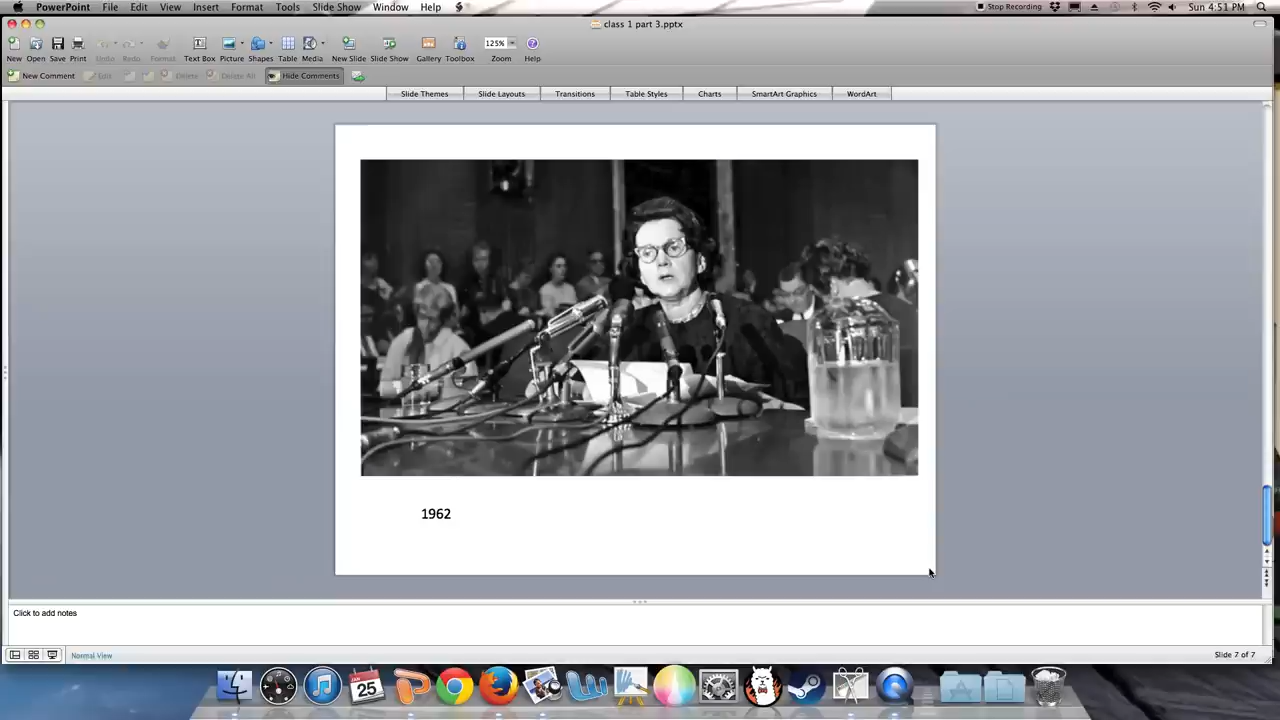 PowerPoint File Edit View Insert Format Tools Slide Show Window Help Stop Recording Sun 4:51 PM
class 1 part 3.pptx
125%
New Open Save Print Undo Redo Format Text Box Picture Shapes Table Media New Slide Slide Show Gallery Toolbox Zoom Help
New Comment Edit Delete Delete All Hide Comments
Slide Themes Slide Layouts Transitions Table Styles Charts SmartArt Graphics WordArt
1962
Click to add notes
Normal View Slide 7 of 7
JAN
25